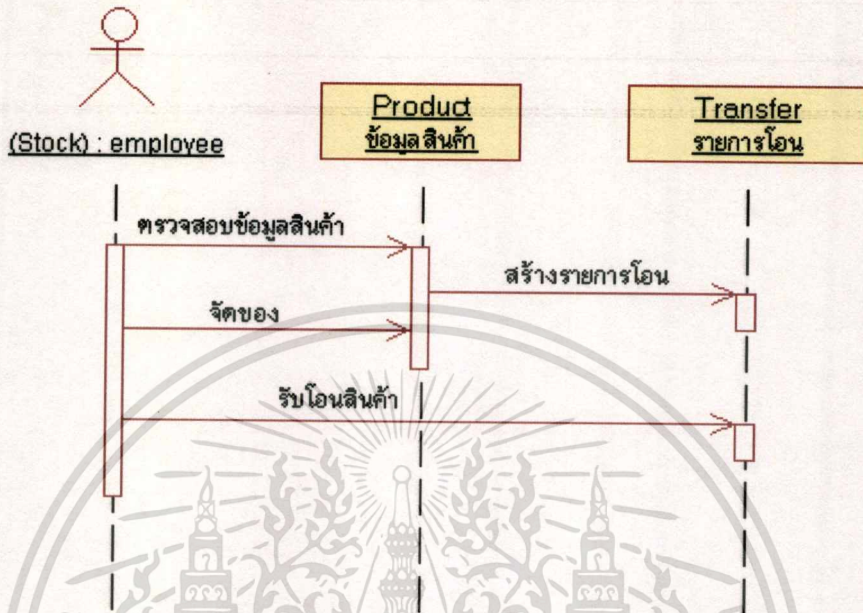 (Stock) : employee
Product
ข้อมูลสินค้า
Transfer
รายการโอน
ตรวจสอบข้อมูลสินค้า
สร้างรายการโอน
จัดของ
รับโอนสินค้า